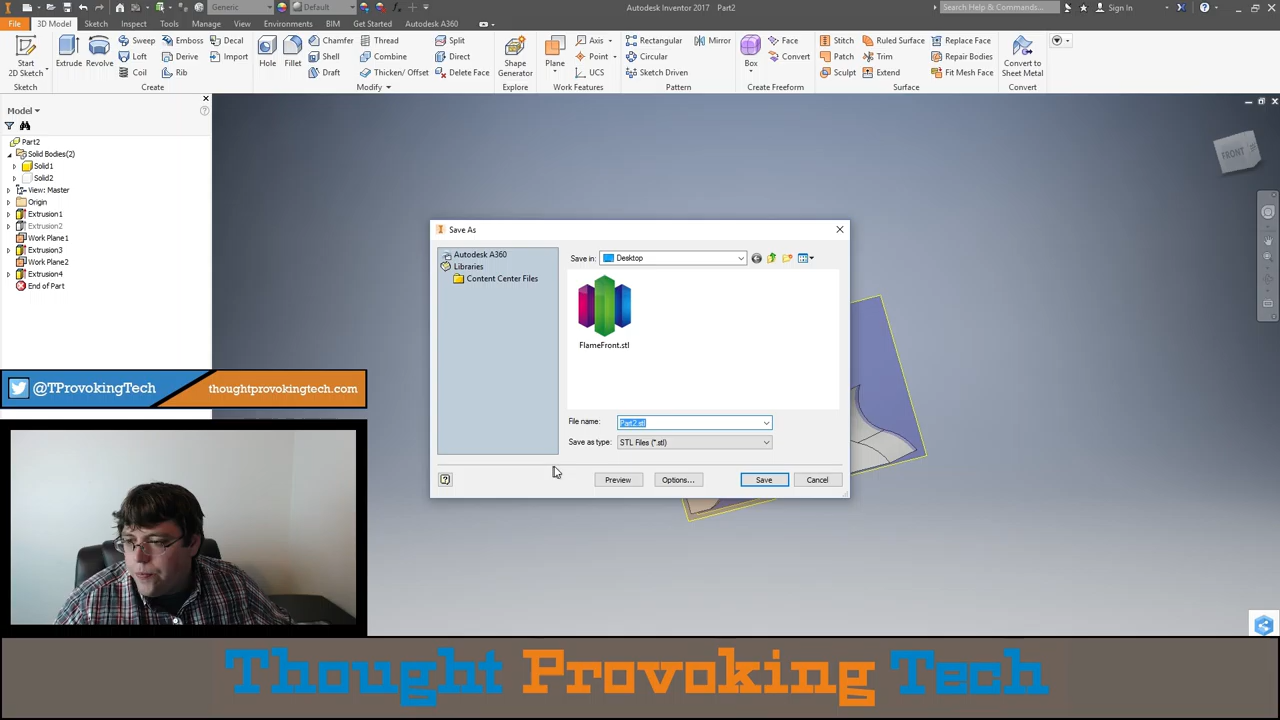 Generic
Default
Autodesk Inventor 2017 Part2
Search Help & Commands...
Sign In
File
3D Model
Sketch
Inspect
Tools
Manage
View
Environments
BIM
Get Started
Autodesk A360
Start
2D Sketch
Extrude
Revolve
Sweep
Emboss
Decal
Loft
Derive
Import
Coil
Rib
Hole
Fillet
Chamfer
Thread
Split
Shell
Combine
Direct
Draft
Thicken/ Offset
Delete Face
Shape
Generator
Plane
Axis
Point
UCS
Rectangular
Mirror
Circular
Sketch Driven
Box
Face
Convert
Stitch
Ruled Surface
Replace Face
Patch
Trim
Repair Bodies
Sculpt
Extend
Fit Mesh Face
Convert to
Sheet Metal
Sketch
Create
Modify
Explore
Work Features
Pattern
Create Freeform
Surface
Convert
Model
Part2
Solid Bodies(2)
Solid1
Solid2
View: Master
Origin
Extrusion1
Extrusion2
Work Plane1
Extrusion3
Work Plane2
Extrusion4
End of Part
FRONT
Save As
Autodesk A360
Libraries
Content Center Files
Save in:
Desktop
FlameFront.stl
File name:
Part2.stl
Save as type:
STL Files (*.stl)
Preview
Options...
Save
Cancel
@TProvokingTech
thoughtprovokingtech.com
Thought Provoking Tech